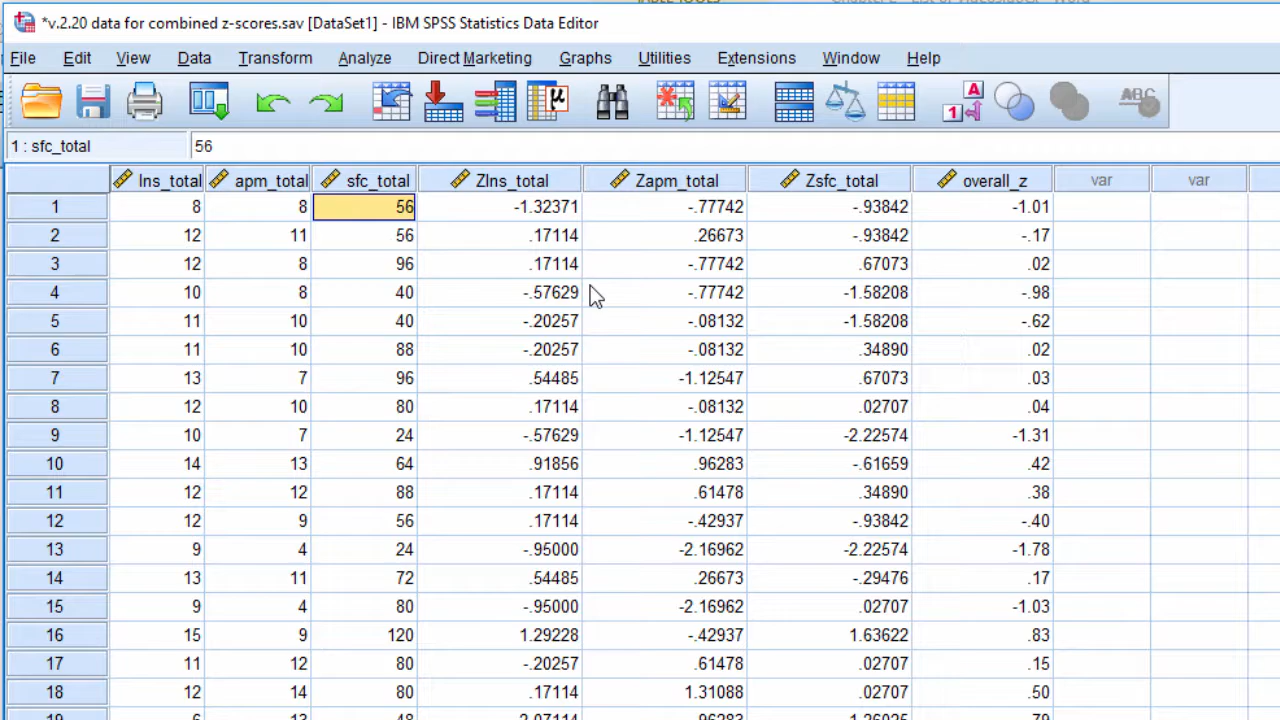 *v.2.20 data for combined z-scores.sav [DataSet1] - IBM SPSS Statistics Data Editor
File Edit View Data Transform Analyze Direct Marketing Graphs Utilities Extensions Window Help
1 : sfc_total 56
lns_total apm_total sfc_total Zlns_total Zapm_total Zsfc_total overall_z var var
1 8 8 56 -1.32371 -.77742 -.93842 -1.01
2 12 11 56 .17114 .26673 -.93842 -.17
3 12 8 96 .17114 -.77742 .67073 .02
4 10 8 40 -.57629 -.77742 -1.58208 -.98
5 11 10 40 -.20257 -.08132 -1.58208 -.62
6 11 10 88 -.20257 -.08132 .34890 .02
7 13 7 96 .54485 -1.12547 .67073 .03
8 12 10 80 .17114 -.08132 .02707 .04
9 10 7 24 -.57629 -1.12547 -2.22574 -1.31
10 14 13 64 .91856 .96283 -.61659 .42
11 12 12 88 .17114 .61478 .34890 .38
12 12 9 56 .17114 -.42937 -.93842 -.40
13 9 4 24 -.95000 -2.16962 -2.22574 -1.78
14 13 11 72 .54485 .26673 -.29476 .17
15 9 4 80 -.95000 -2.16962 .02707 -1.03
16 15 9 120 1.29228 -.42937 1.63622 .83
17 11 12 80 -.20257 .61478 .02707 .15
18 12 14 80 .17114 1.31088 .02707 .50